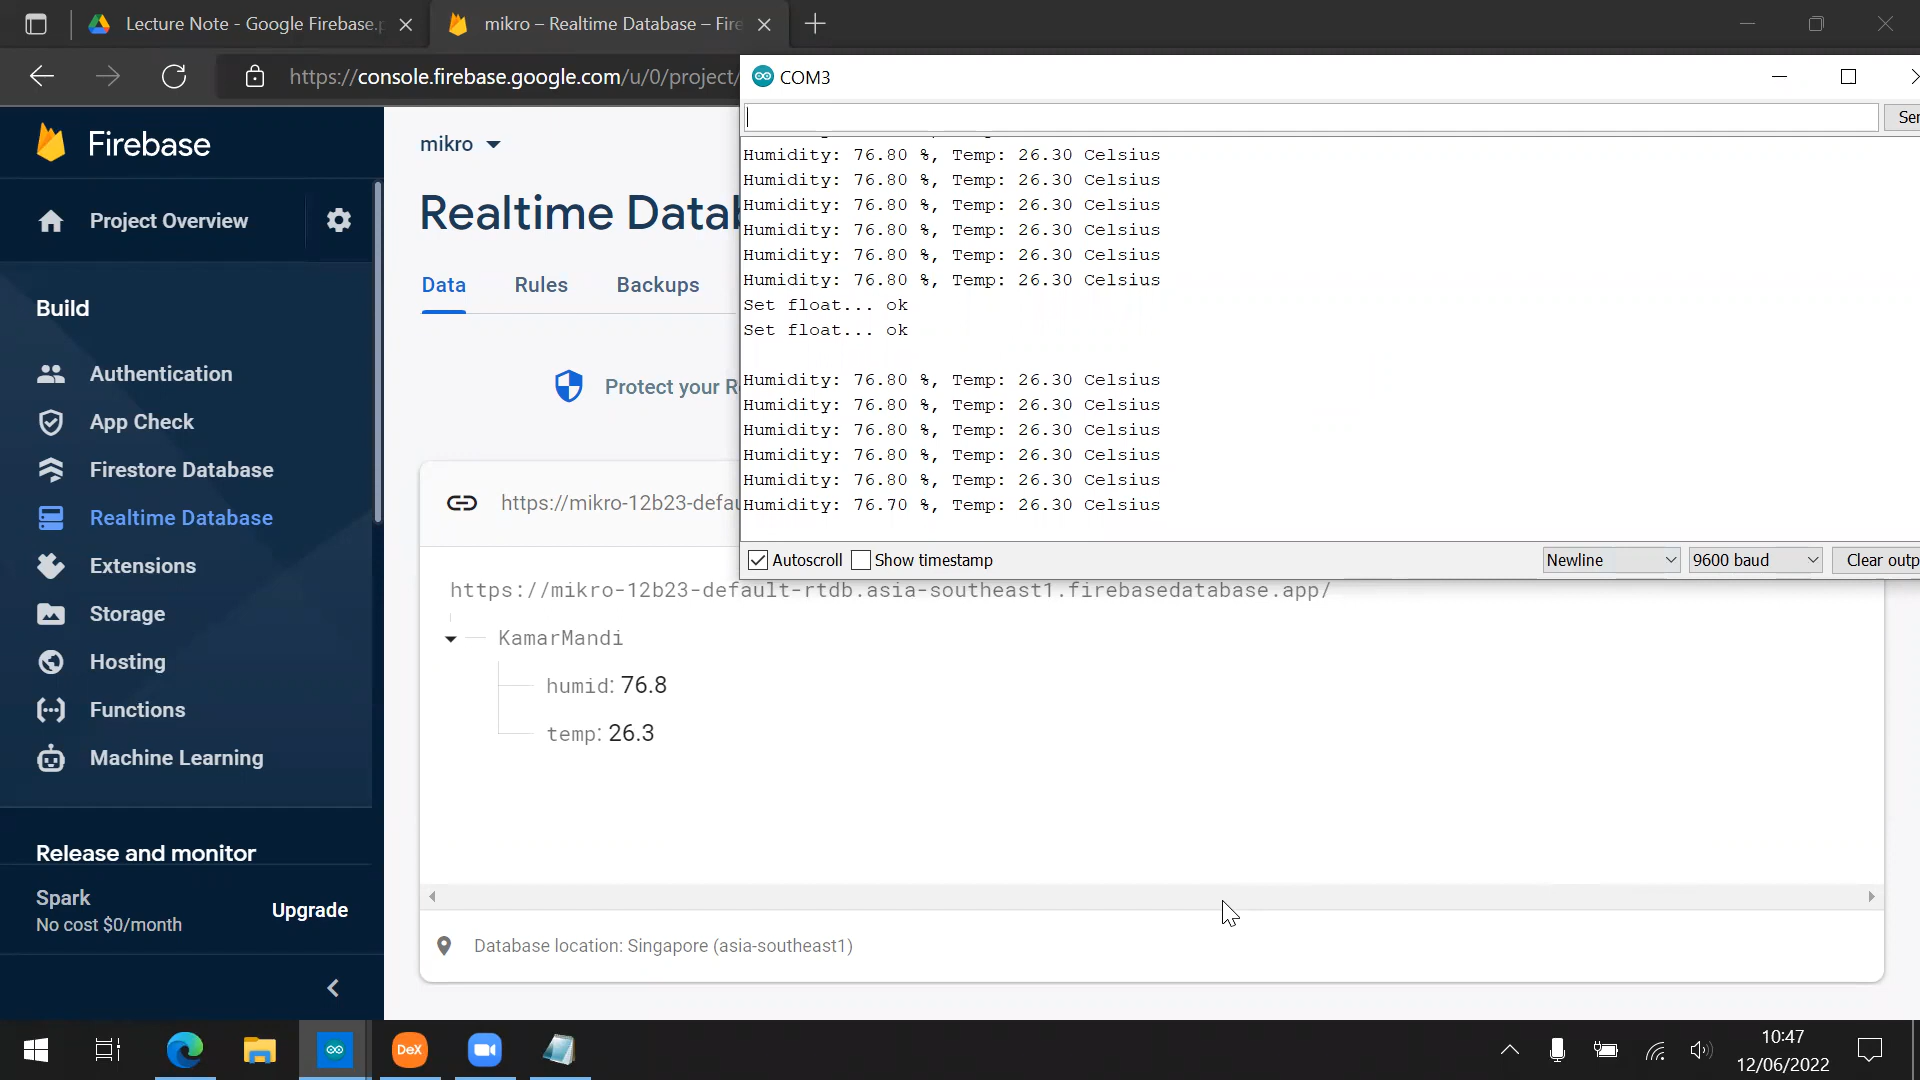 Lecture Note - Google Firebase.p
mikro – Realtime Database – Fire
https://console.firebase.google.com/u/0/project/
COM3
Firebase
mikro
Project Overview
Realtime Datab
Data
Rules
Backups
Build
Authentication
App Check
Firestore Database
Realtime Database
Extensions
Storage
Hosting
Functions
Machine Learning
Release and monitor
Spark
No cost $0/month
Upgrade
Protect your R
https://mikro-12b23-defau
Ser
Humidity: 76.80 %, Temp: 26.30 Celsius
Humidity: 76.80 %, Temp: 26.30 Celsius
Humidity: 76.80 %, Temp: 26.30 Celsius
Humidity: 76.80 %, Temp: 26.30 Celsius
Humidity: 76.80 %, Temp: 26.30 Celsius
Humidity: 76.80 %, Temp: 26.30 Celsius
Set float... ok
Set float... ok
Humidity: 76.80 %, Temp: 26.30 Celsius
Humidity: 76.80 %, Temp: 26.30 Celsius
Humidity: 76.80 %, Temp: 26.30 Celsius
Humidity: 76.80 %, Temp: 26.30 Celsius
Humidity: 76.80 %, Temp: 26.30 Celsius
Humidity: 76.70 %, Temp: 26.30 Celsius
Autoscroll
Show timestamp
Newline
9600 baud
Clear outp
https://mikro-12b23-default-rtdb.asia-southeast1.firebasedatabase.app/
KamarMandi
humid: 76.8
temp: 26.3
Database location: Singapore (asia-southeast1)
DeX
10:47
12/06/2022